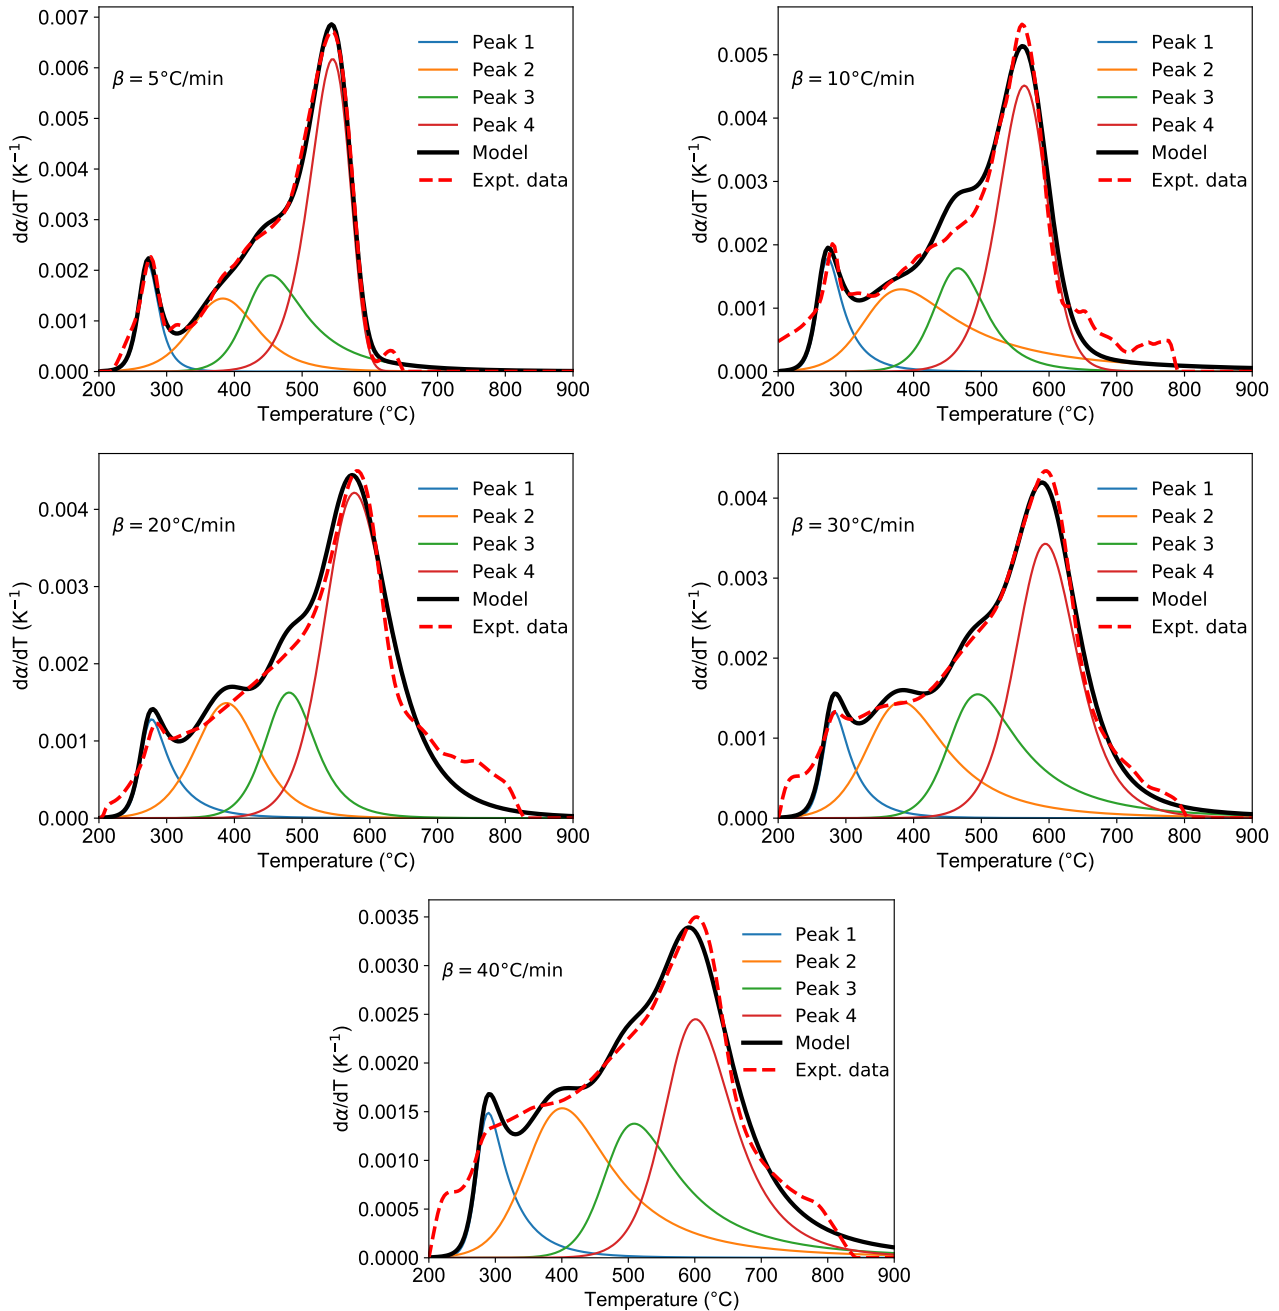 0.007
0.006
0.005
0.004
0.003
0.002
0.001
0.000
dα/dT (K⁻¹)
β = 5°C/min
Peak 1
Peak 2
Peak 3
Peak 4
Model
Expt. data
200 300 400 500 600 700 800 900
Temperature (°C)
0.005
0.004
0.003
0.002
0.001
0.000
dα/dT (K⁻¹)
β = 10°C/min
Peak 1
Peak 2
Peak 3
Peak 4
Model
Expt. data
200 300 400 500 600 700 800 900
Temperature (°C)
0.004
0.003
0.002
0.001
0.000
dα/dT (K⁻¹)
β = 20°C/min
Peak 1
Peak 2
Peak 3
Peak 4
Model
Expt. data
200 300 400 500 600 700 800 900
Temperature (°C)
0.004
0.003
0.002
0.001
0.000
dα/dT (K⁻¹)
β = 30°C/min
Peak 1
Peak 2
Peak 3
Peak 4
Model
Expt. data
200 300 400 500 600 700 800 900
Temperature (°C)
0.0035
0.0030
0.0025
0.0020
0.0015
0.0010
0.0005
0.0000
dα/dT (K⁻¹)
β = 40°C/min
Peak 1
Peak 2
Peak 3
Peak 4
Model
Expt. data
200 300 400 500 600 700 800 900
Temperature (°C)